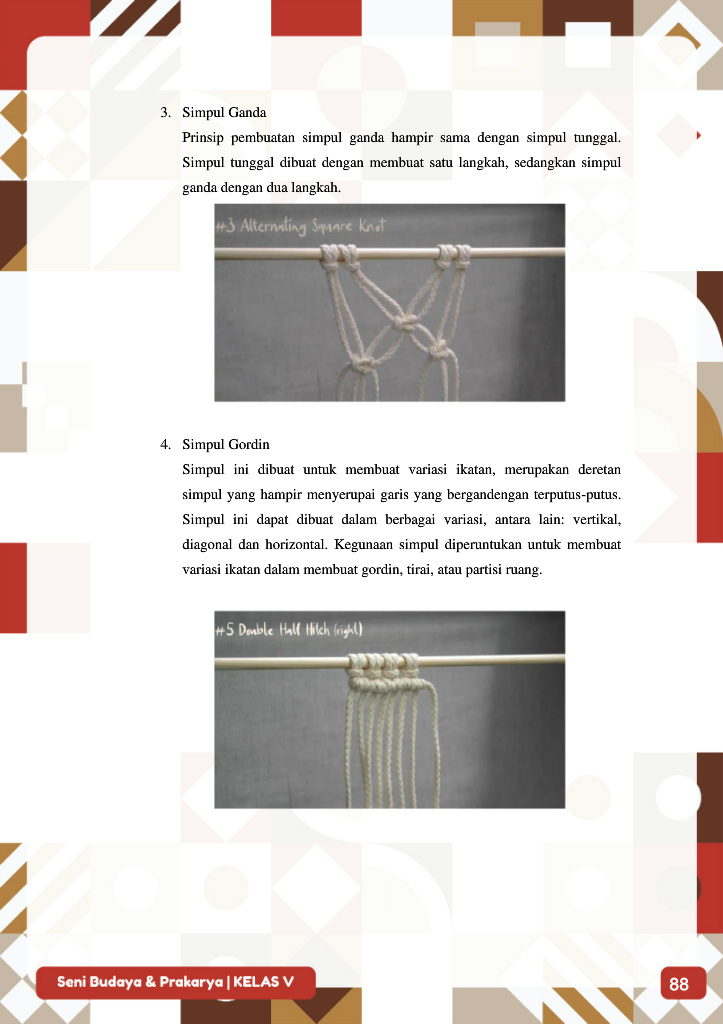 3. Simpul Ganda
Prinsip pembuatan simpul ganda hampir sama dengan simpul tunggal.
Simpul tunggal dibuat dengan membuat satu langkah, sedangkan simpul
ganda dengan dua langkah.
#3 Alternating Square Knot
4. Simpul Gordin
Simpul ini dibuat untuk membuat variasi ikatan, merupakan deretan
simpul yang hampir menyerupai garis yang bergandengan terputus-putus.
Simpul ini dapat dibuat dalam berbagai variasi, antara lain: vertikal,
diagonal dan horizontal. Kegunaan simpul diperuntukan untuk membuat
variasi ikatan dalam membuat gordin, tirai, atau partisi ruang.
#5 Double Half Hitch (right)
Seni Budaya & Prakarya | KELAS V
88